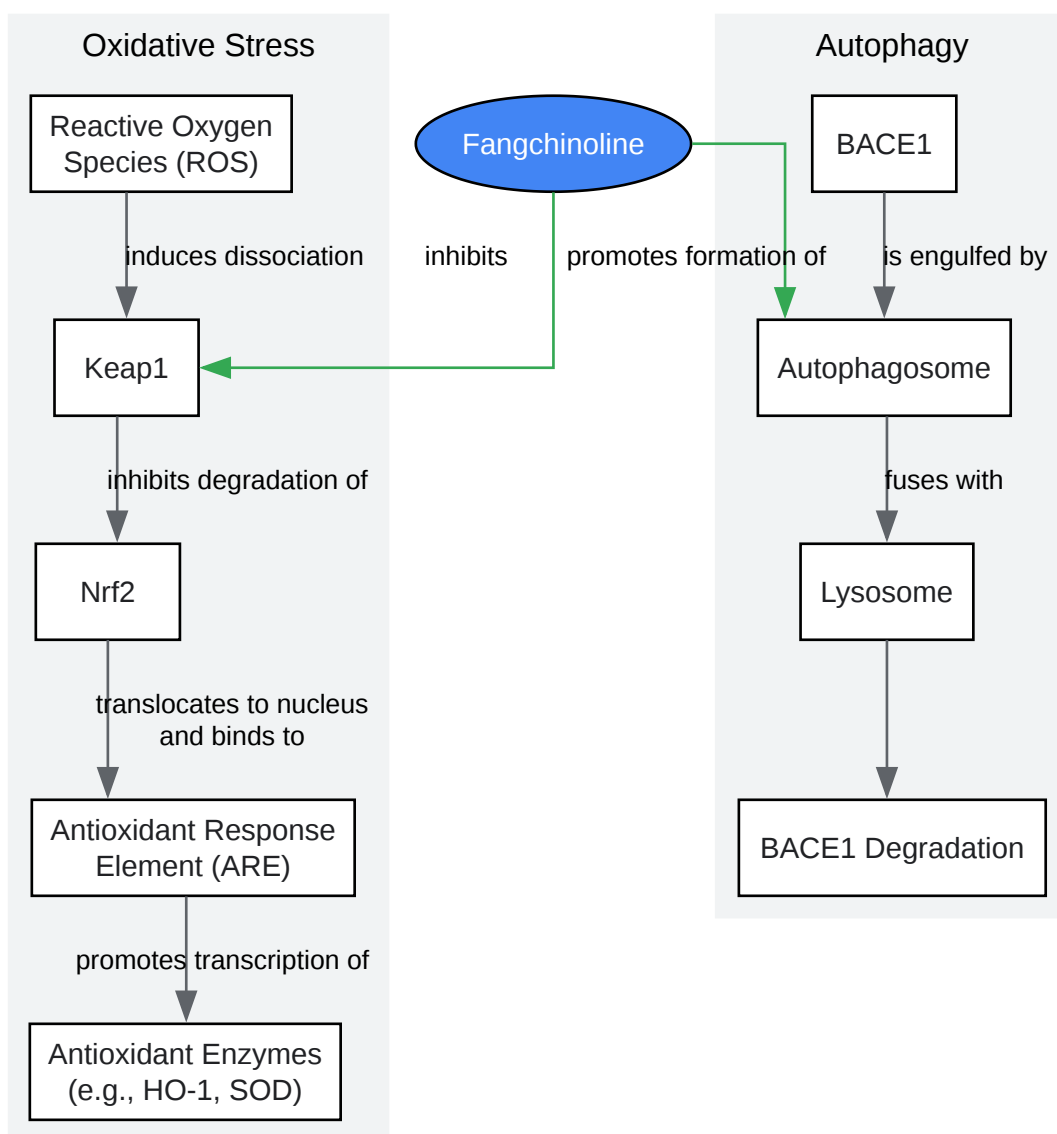 Oxidative Stress
Reactive Oxygen
Species (ROS)
induces dissociation
Keap1
inhibits degradation of
Nrf2
translocates to nucleus
and binds to
Antioxidant Response
Element (ARE)
promotes transcription of
Antioxidant Enzymes
(e.g., HO-1, SOD)
Fangchinoline
inhibits
promotes formation of
Autophagy
BACE1
is engulfed by
Autophagosome
fuses with
Lysosome
BACE1 Degradation